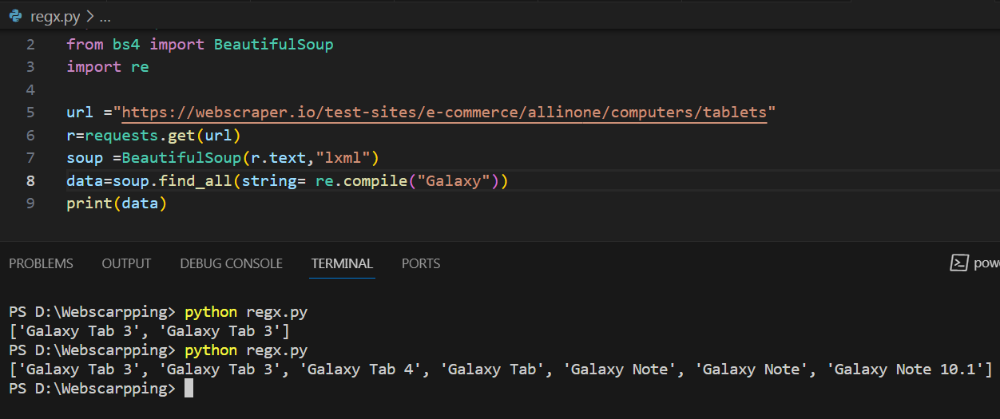 regx.py > ...
2 from bs4 import BeautifulSoup
3 import re
4
5 url ="https://webscraper.io/test-sites/e-commerce/allinone/computers/tablets"
6 r=requests.get(url)
7 soup =BeautifulSoup(r.text,"lxml")
8 data=soup.find_all(string= re.compile("Galaxy"))
9 print(data)
PROBLEMS OUTPUT DEBUG CONSOLE TERMINAL PORTS pow
PS D:\Webscarpping> python regx.py
['Galaxy Tab 3', 'Galaxy Tab 3']
PS D:\Webscarpping> python regx.py
['Galaxy Tab 3', 'Galaxy Tab 3', 'Galaxy Tab 4', 'Galaxy Tab', 'Galaxy Note', 'Galaxy Note', 'Galaxy Note 10.1']
PS D:\Webscarpping>